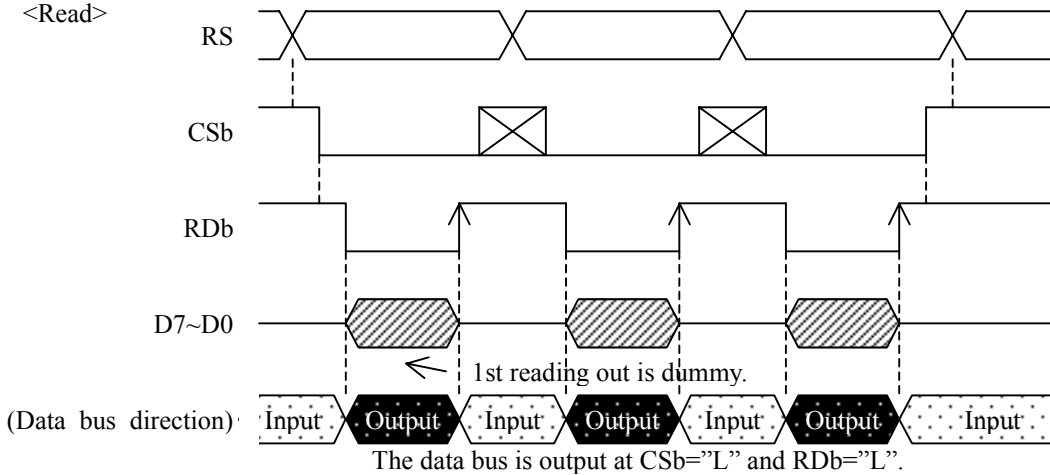 <Read>
RS
CSb
RDb
D7~D0
1st reading out is dummy.
(Data bus direction) Input Output Input Output Input Output Input
The data bus is output at CSb=”L” and RDb=”L”.